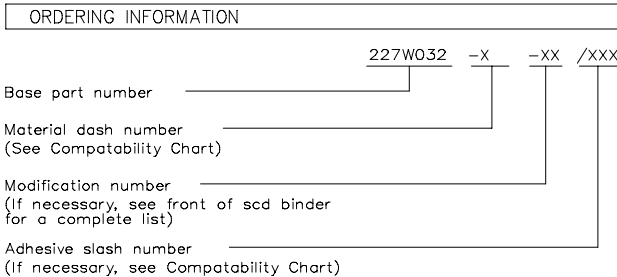 ORDERING INFORMATION
227W032 -X -XX /XXX
Base part number
Material dash number
(See Compatability Chart)
Modification number
(If necessary, see front of scd binder
for a complete list)
Adhesive slash number
(If necessary, see Compatability Chart)